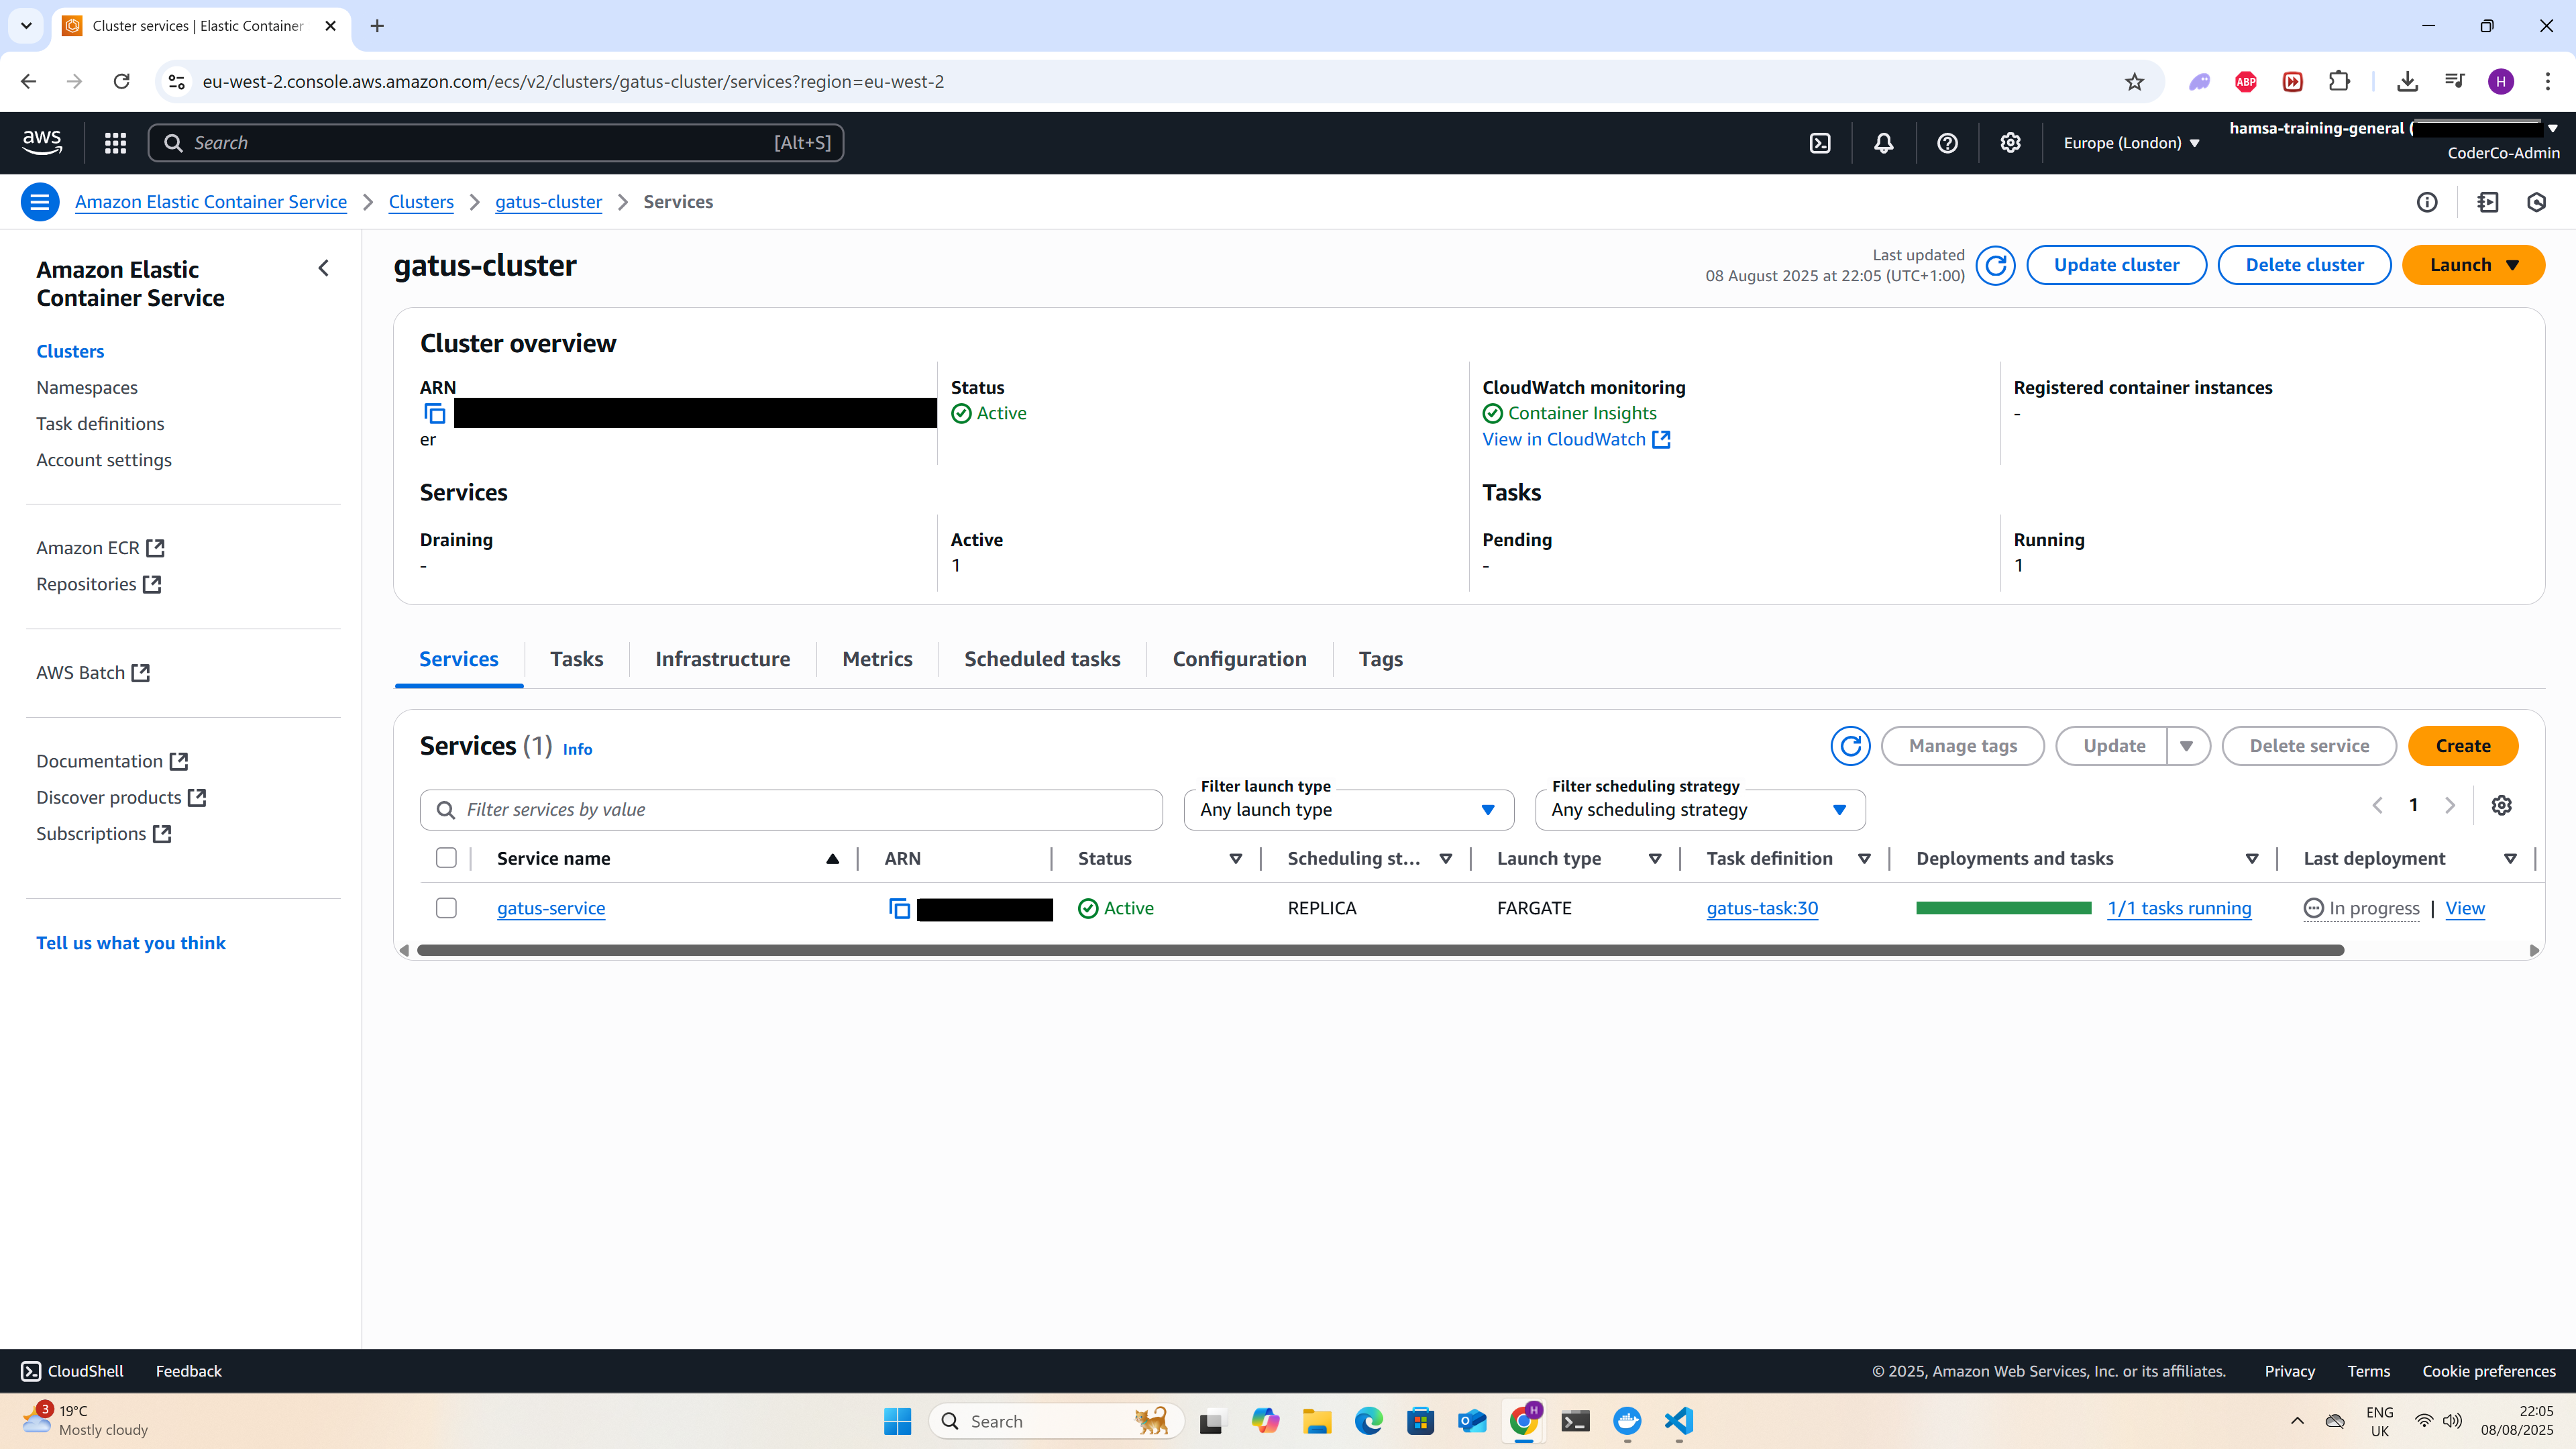 Cluster services | Elastic Container
eu-west-2.console.aws.amazon.com/ecs/v2/clusters/gatus-cluster/services?region=eu-west-2
ABP
H
aws
Search
[Alt+S]
Europe (London)
hamsa-training-general (
CoderCo-Admin
Amazon Elastic Container Service
Clusters
gatus-cluster
Services
Amazon Elastic
Container Service
Clusters
Namespaces
Task definitions
Account settings
Amazon ECR
Repositories
AWS Batch
Documentation
Discover products
Subscriptions
Tell us what you think
gatus-cluster
Last updated
08 August 2025 at 22:05 (UTC+1:00)
Update cluster
Delete cluster
Launch
Cluster overview
ARN
er
Status
Active
CloudWatch monitoring
Container Insights
View in CloudWatch
Registered container instances
-
Services
Tasks
Draining
-
Active
1
Pending
-
Running
1
Services
Tasks
Infrastructure
Metrics
Scheduled tasks
Configuration
Tags
Services (1) Info
Manage tags
Update
Delete service
Create
Filter services by value
Filter launch type
Any launch type
Filter scheduling strategy
Any scheduling strategy
1
Service name
ARN
Status
Scheduling st...
Launch type
Task definition
Deployments and tasks
Last deployment
gatus-service
Active
REPLICA
FARGATE
gatus-task:30
1/1 tasks running
In progress | View
CloudShell
Feedback
© 2025, Amazon Web Services, Inc. or its affiliates.
Privacy
Terms
Cookie preferences
3
19°C
Mostly cloudy
Search
H
ENG
UK
22:05
08/08/2025